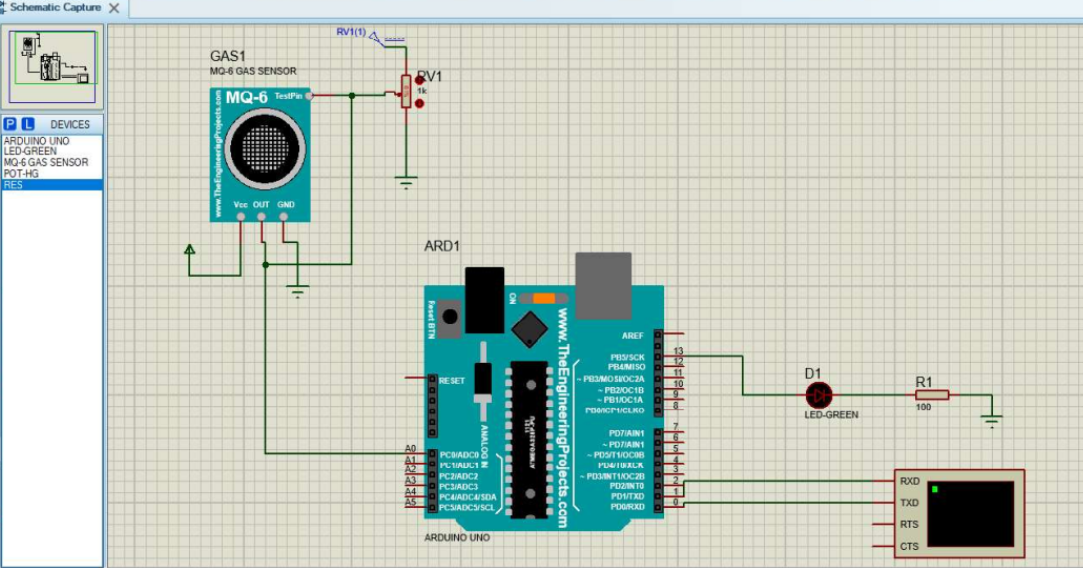 Schematic Capture
RV1(1)
GAS1
MQ-6 GAS SENSOR
MQ-6 TestPin
www.TheEngineeringProjects.com
Vcc OUT GND
RV1
1k
P L DEVICES
ARDUINO UNO
LED-GREEN
MQ-6 GAS SENSOR
POT-HG
RES
ARD1
Reset BTN
ON
www.TheEngineeringProjects.com
AREF
PB5/SCK 13
PB4/MISO 12
~ PB3/MOSI/OC2A 11
~ PB2/OC1B 10
~ PB1/OC1A 9
PB0/ICP1/CLKO 8
RESET
ANALOG IN
PD7/AIN1 7
~ PD7/AIN1 6
~ PD5/T1/OC0B 5
PD4/T0/XCK 4
~ PD3/INT1/OC2B 3
PD2/INT0 2
PD1/TXD 1
PD0/RXD 0
A0 PC0/ADC0
A1 PC1/ADC1
A2 PC2/ADC2
A3 PC3/ADC3
A4 PC4/ADC4/SDA
A5 PC5/ADC5/SCL
ARDUINO UNO
D1
LED-GREEN
R1
100
RXD
TXD
RTS
CTS